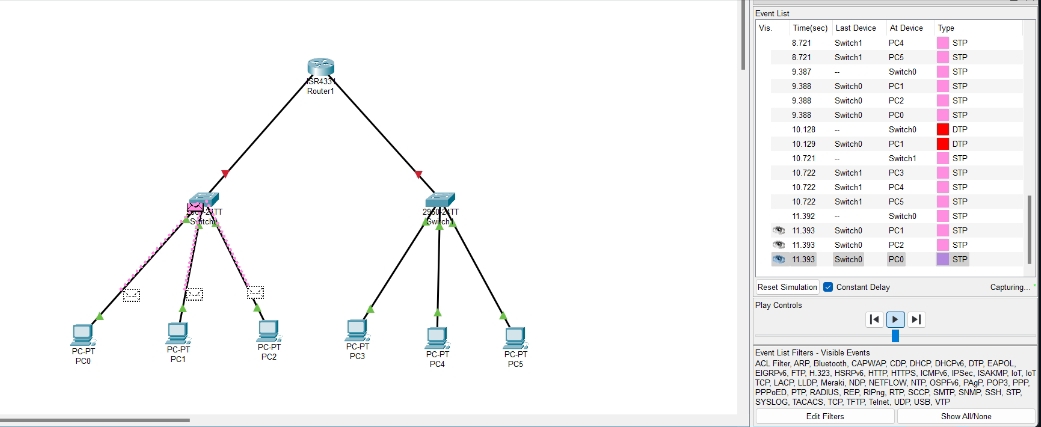 ISR4331
Router1
2960-24TT
Switch0
2960-24TT
PC-PT
PC0
PC-PT
PC1
PC-PT
PC2
PC-PT
PC3
PC-PT
PC4
PC-PT
PC5
Event List
Vis. Time(sec) Last Device At Device Type
8.721 Switch1 PC4 STP
8.721 Switch1 PC5 STP
9.387 -- Switch0 STP
9.388 Switch0 PC1 STP
9.388 Switch0 PC2 STP
9.388 Switch0 PC0 STP
10.128 -- Switch0 DTP
10.129 Switch0 PC1 DTP
10.721 -- Switch1 STP
10.722 Switch1 PC3 STP
10.722 Switch1 PC4 STP
10.722 Switch1 PC5 STP
11.392 -- Switch0 STP
11.393 Switch0 PC1 STP
11.393 Switch0 PC2 STP
11.393 Switch0 PC0 STP
Reset Simulation Constant Delay Capturing...
Play Controls
Event List Filters - Visible Events
ACL Filter, ARP, Bluetooth, CAPWAP, CDP, DHCP, DHCPv6, DTP, EAPOL,
EIGRPv6, FTP, H.323, HSRPv6, HTTP, HTTPS, ICMPv6, IPSec, ISAKMP, IoT, IoT
TCP, LACP, LLDP, Meraki, NDP, NETFLOW, NTP, OSPFv6, PAgP, POP3, PPP,
PPPoED, PTP, RADIUS, REP, RIPng, RTP, SCCP, SMTP, SNMP, SSH, STP,
SYSLOG, TACACS, TCP, TFTP, Telnet, UDP, USB, VTP
Edit Filters Show All/None